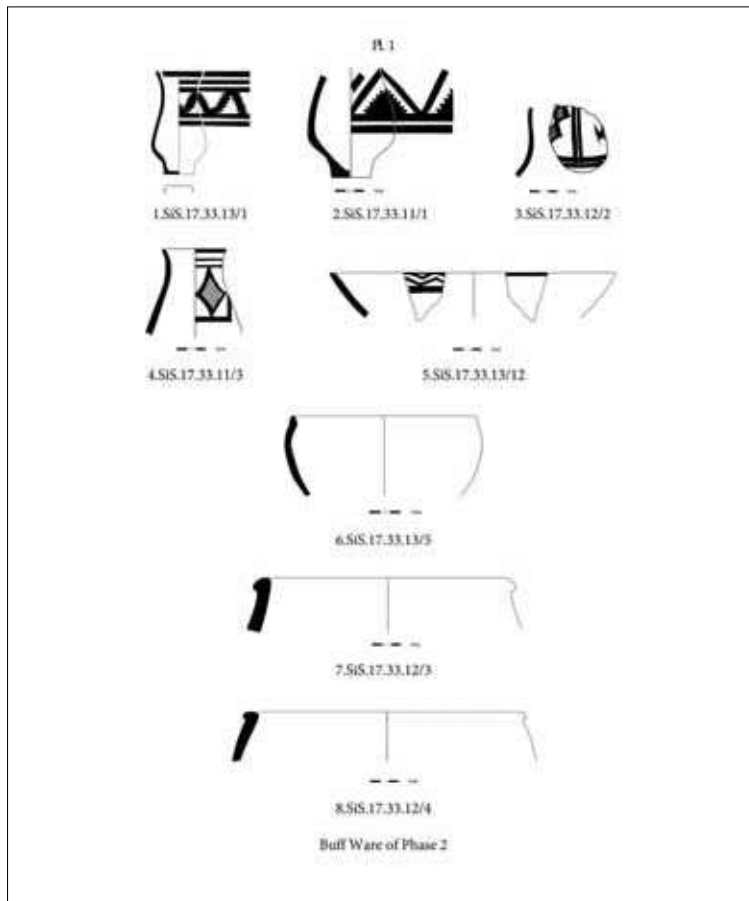 Pl. 1
1.SiS.17.33.13/1
2.SiS.17.33.11/1
3.SiS.17.33.12/2
4.SiS.17.33.11/3
5.SiS.17.33.13/12
6.SiS.17.33.13/5
7.SiS.17.33.12/3
8.SiS.17.33.12/4
Buff Ware of Phase 2